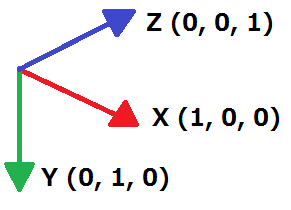 Z (0, 0, 1)
X (1, 0, 0)
Y (0, 1, 0)